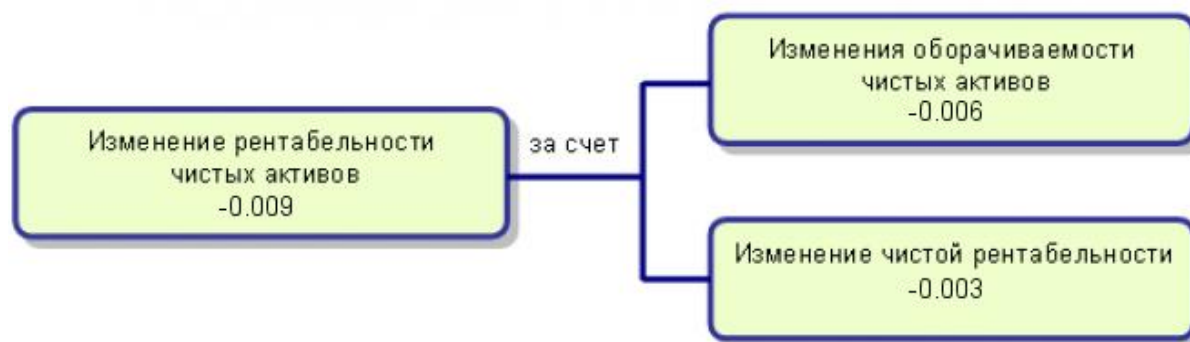 Изменение рентабельности
чистых активов
-0.009
за счет
Изменения оборачиваемости
чистых активов
-0.006
Изменение чистой рентабельности
-0.003